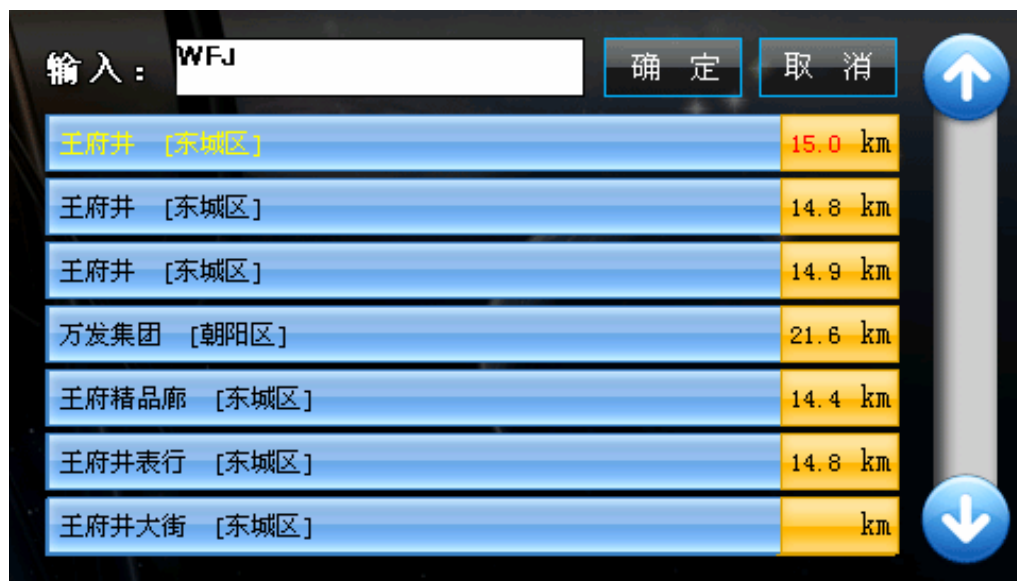 输入： WFJ 确 定 取 消
王府井 [东城区] 15.0 km
王府井 [东城区] 14.8 km
王府井 [东城区] 14.9 km
万发集团 [朝阳区] 21.6 km
王府精品廊 [东城区] 14.4 km
王府井表行 [东城区] 14.8 km
王府井大街 [东城区] km